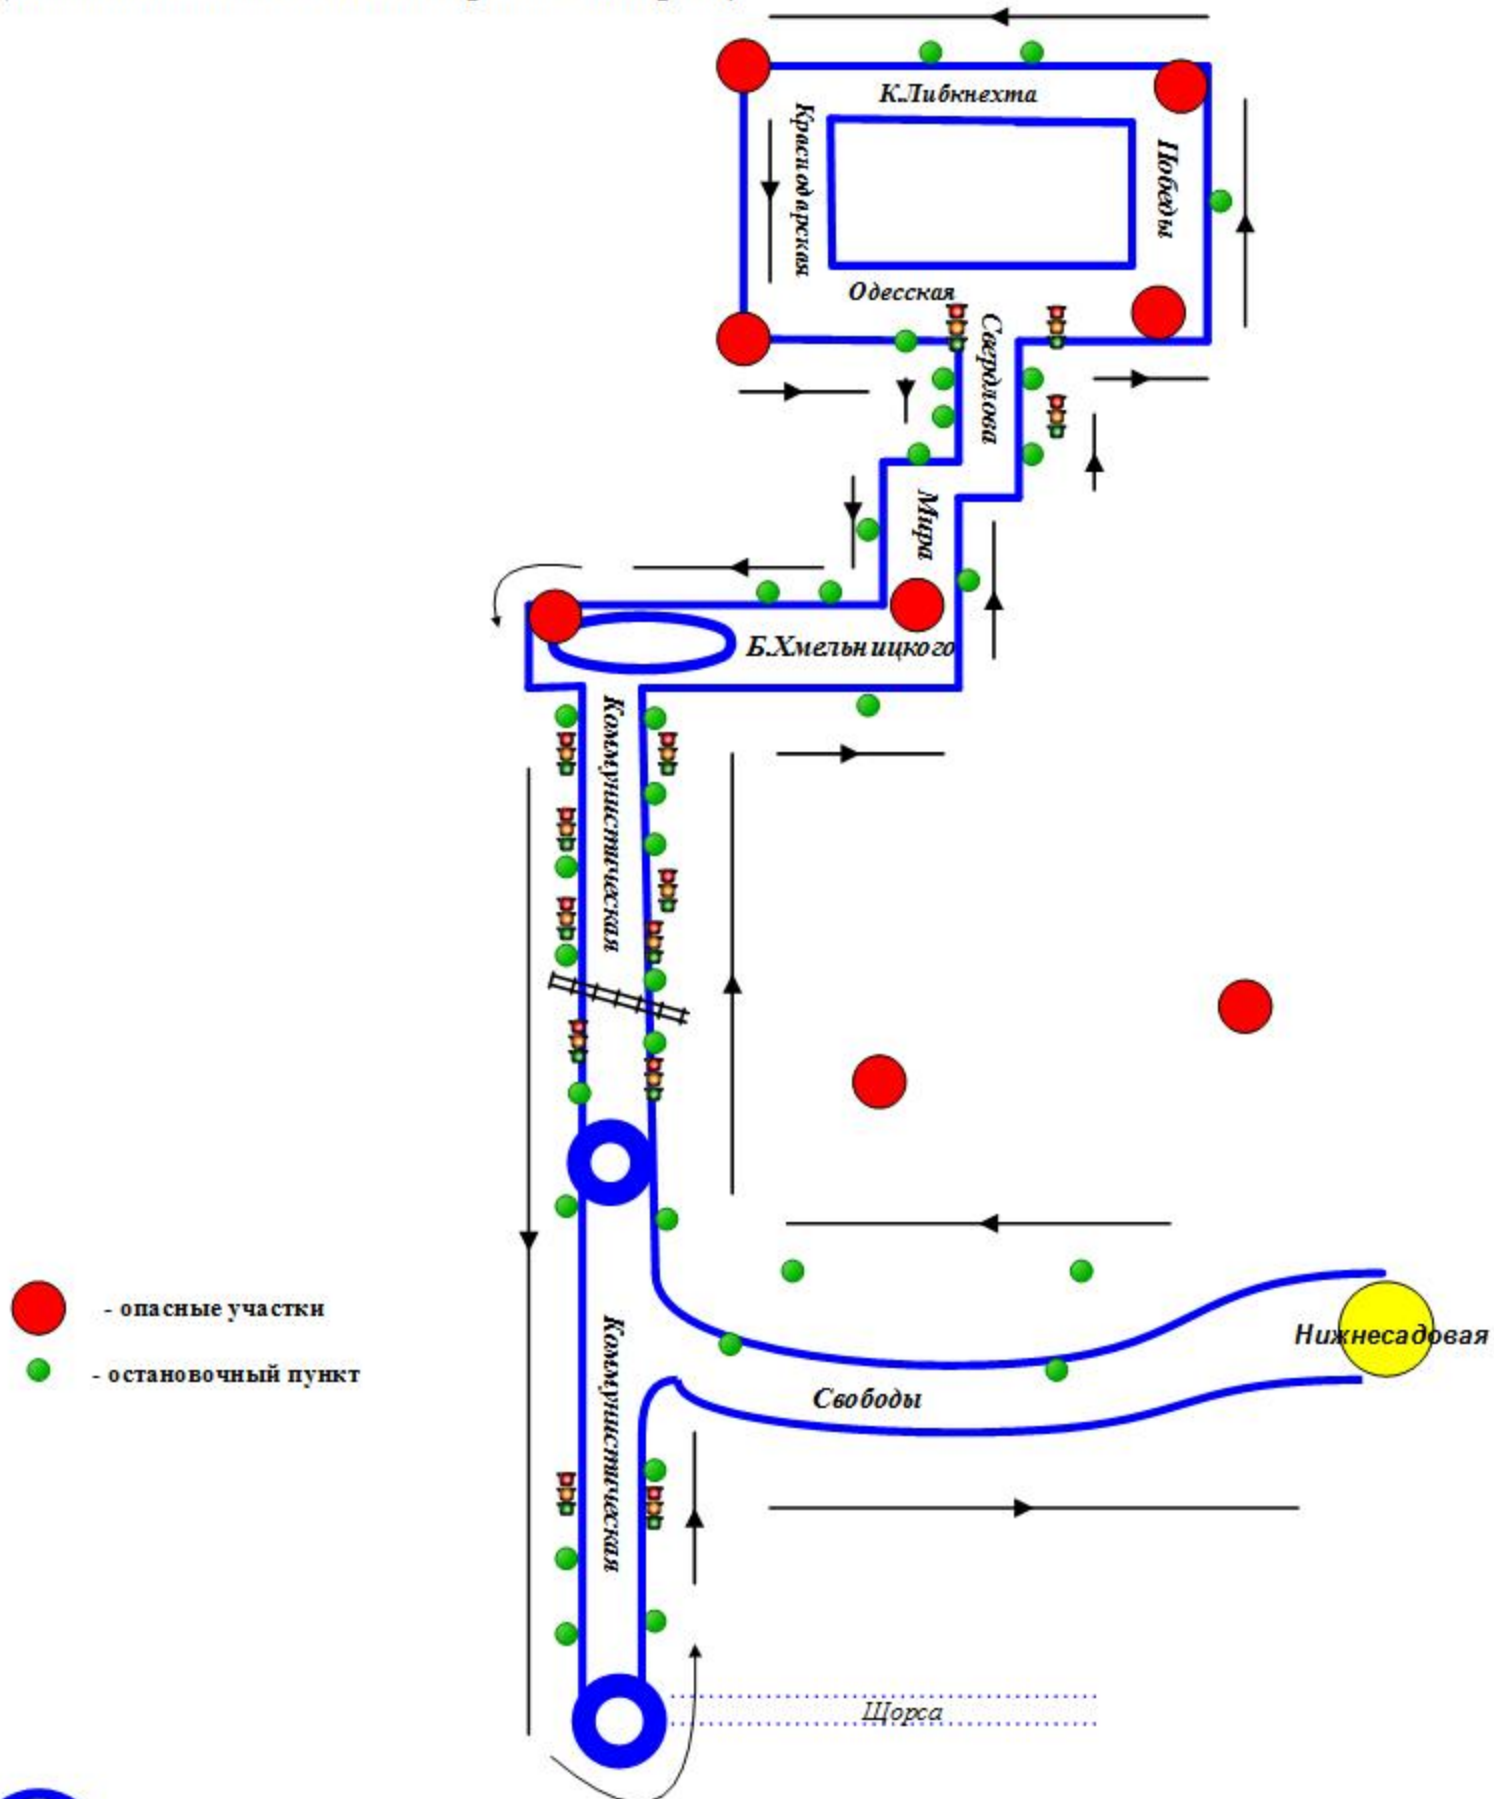 К.Либкнехта
Краснодарская
Победы
Одесская
Свердлова
Мира
Б.Хмельницкого
Коммунистическая
- опасные участки
- остановочный пункт
Нижнесадовая
Свободы
Коммунистическая
Щорса